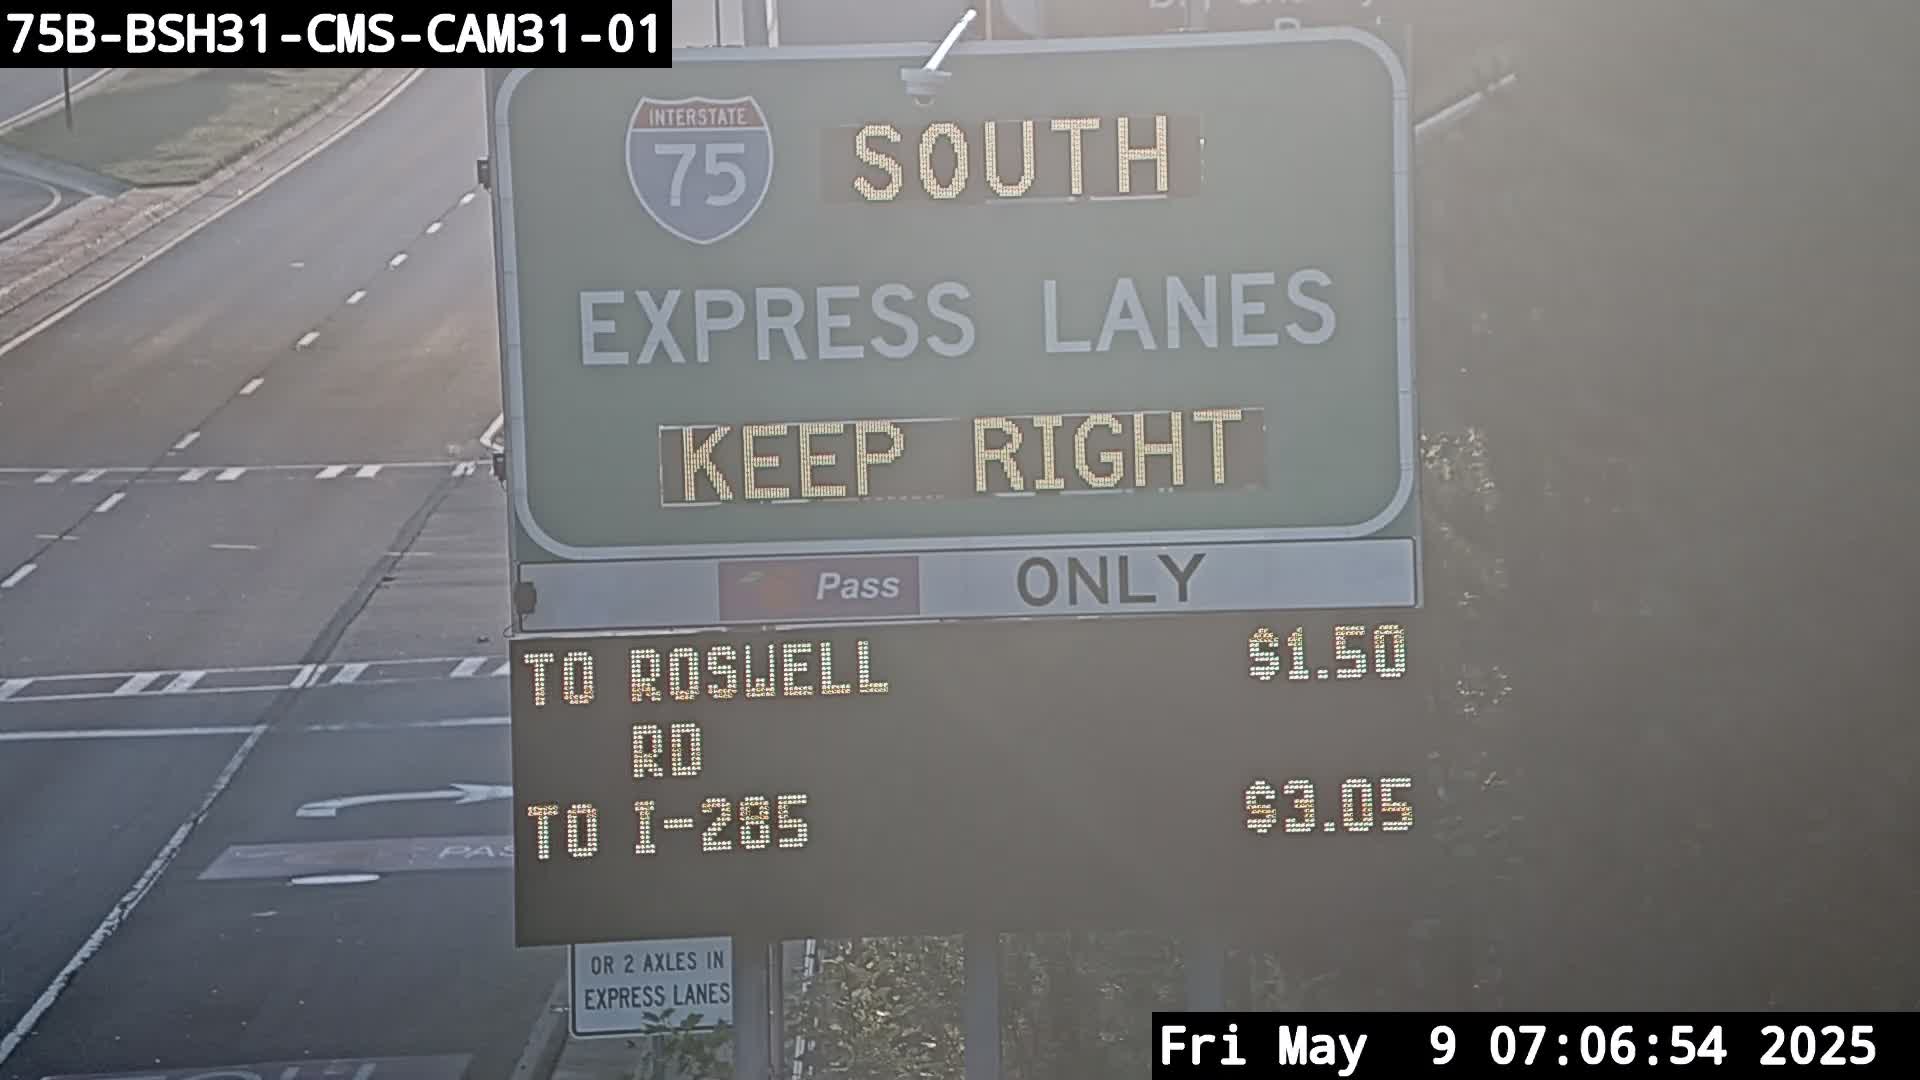 75B-BSH31-CMS-CAM31-01
INTERSTATE
75
SOUTH
EXPRESS LANES
KEEP RIGHT
Pass ONLY
TO ROSWELL $1.50
RD
TO I-285 $3.05
PAS
OR 2 AXLES IN
EXPRESS LANES
Fri May 9 07:06:54 2025